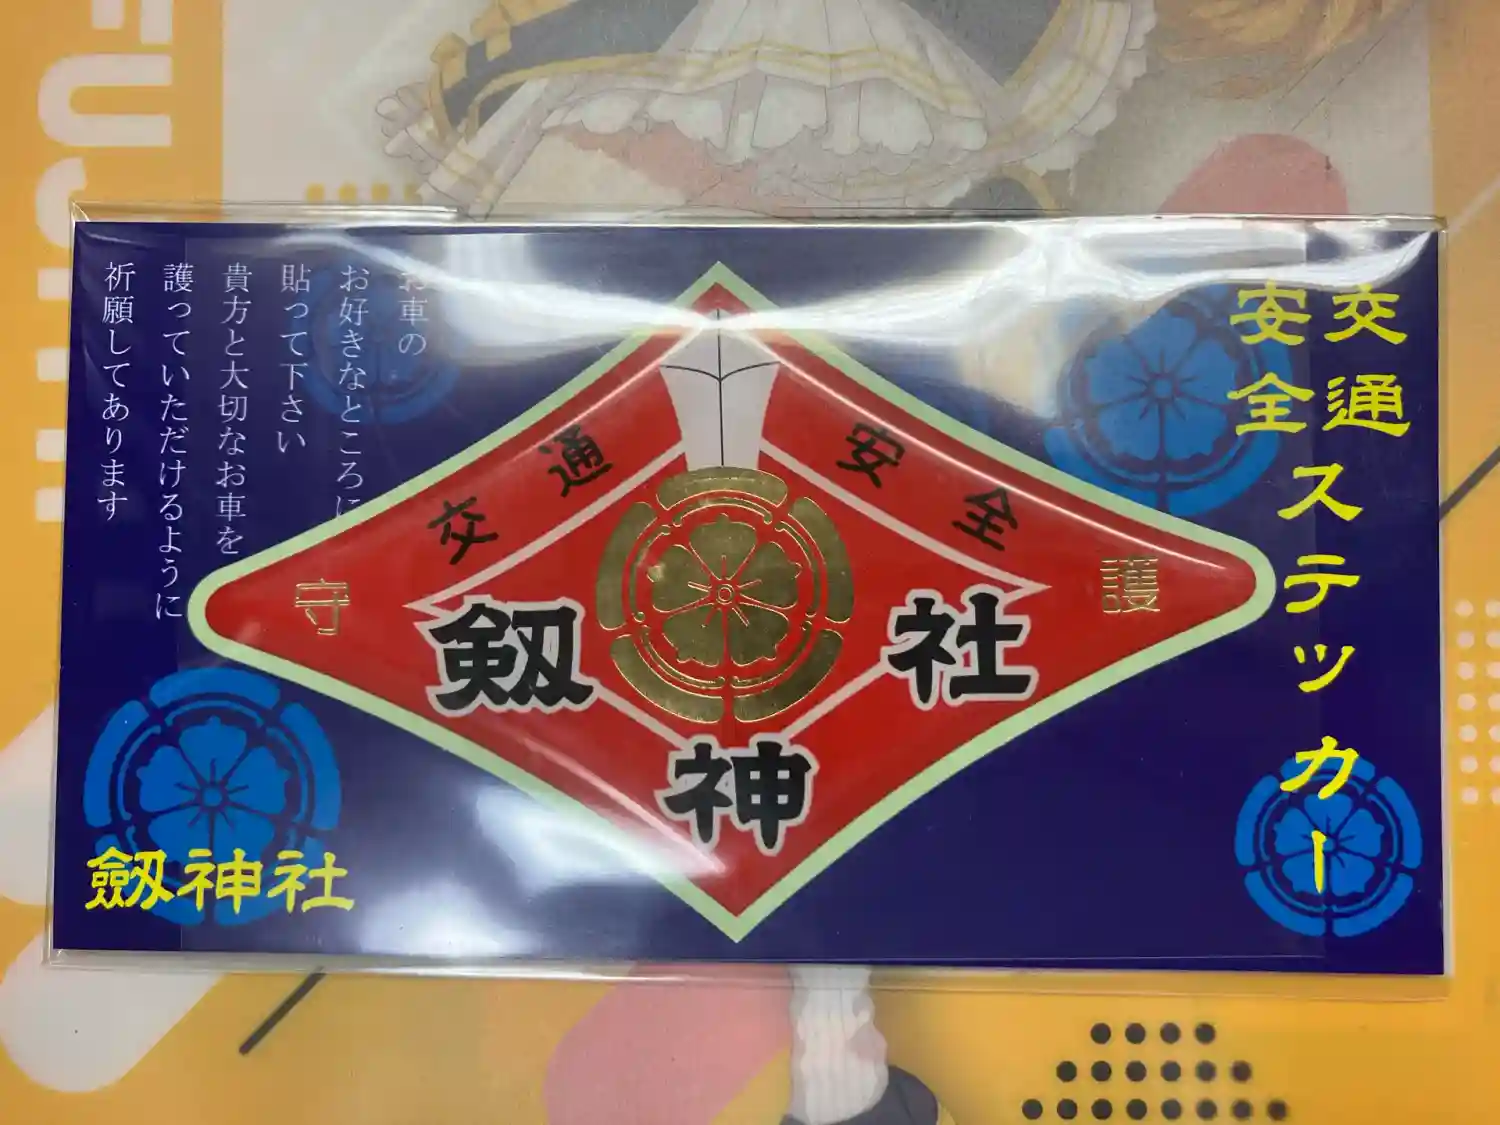 交通
安全ステッカー
お車の
お好きなところに
貼って下さい
貴方と大切なお車を
護っていただけるように
祈願してあります
交通安全
守護
劔神社
劔神社